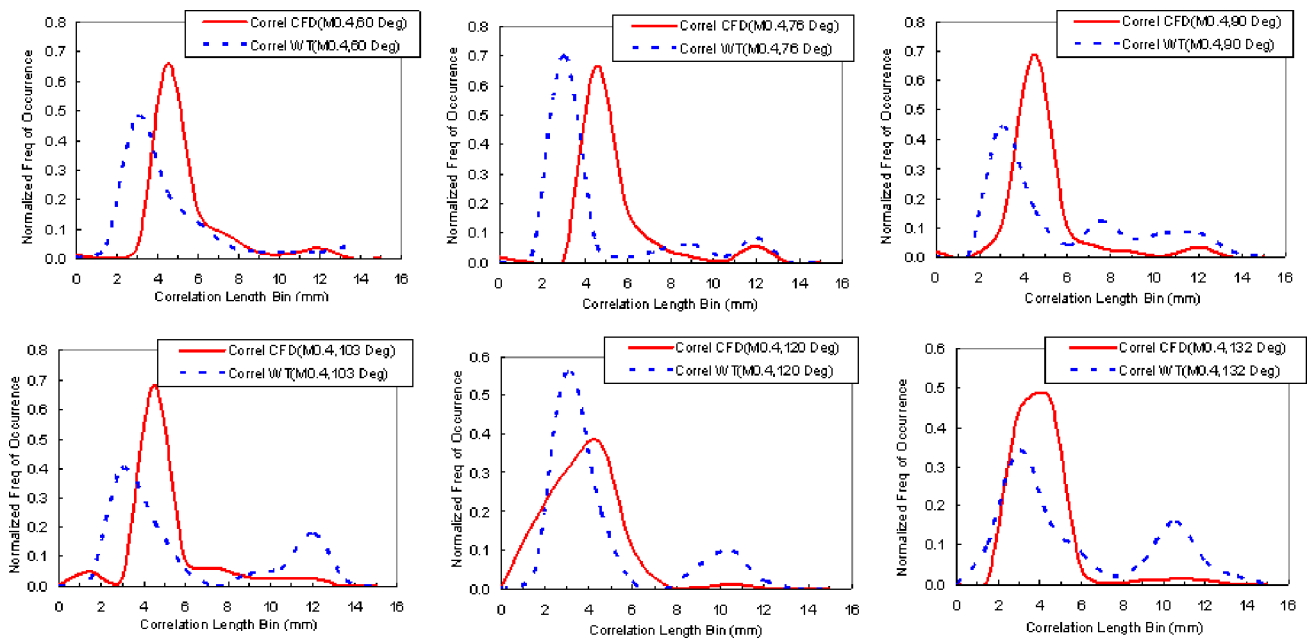 Correl CFD(M0.4,60 Deg)
Correl WT(M0.4,60 Deg)
Normalized Freq of Occurrence
0.8
0.7
0.6
0.5
0.4
0.3
0.2
0.1
0.0
0 2 4 6 8 10 12 14 16
Correlation Length Bin (mm)
Correl CFD(M0.4,76 Deg)
Correl WT(M0.4,76 Deg)
Normalized Freq of Occurrence
0.8
0.7
0.6
0.5
0.4
0.3
0.2
0.1
0.0
0 2 4 6 8 10 12 14 16
Correlation Length Bin (mm)
Correl CFD(M0.4,90 Deg)
Correl WT(M0.4,90 Deg)
Normalized Freq of Occurrence
0.8
0.7
0.6
0.5
0.4
0.3
0.2
0.1
0.0
0 2 4 6 8 10 12 14 16
Correlation Length Bin (mm)
Correl CFD(M0.4,103 Deg)
Correl WT(M0.4,103 Deg)
Normalized Freq of Occurrence
0.8
0.7
0.6
0.5
0.4
0.3
0.2
0.1
0.0
0 2 4 6 8 10 12 14 16
Correlation Length Bin (mm)
Correl CFD(M0.4,120 Deg)
Correl WT(M0.4,120 Deg)
Normalized Freq of Occurrence
0.6
0.5
0.4
0.3
0.2
0.1
0.0
0 2 4 6 8 10 12 14 16
Correlation Length Bin (mm)
Correl CFD(M0.4,132 Deg)
Correl WT(M0.4,132 Deg)
Normalized Freq of Occurrence
0.6
0.5
0.4
0.3
0.2
0.1
0.0
0 2 4 6 8 10 12 14 16
Correlation Length Bin (mm)